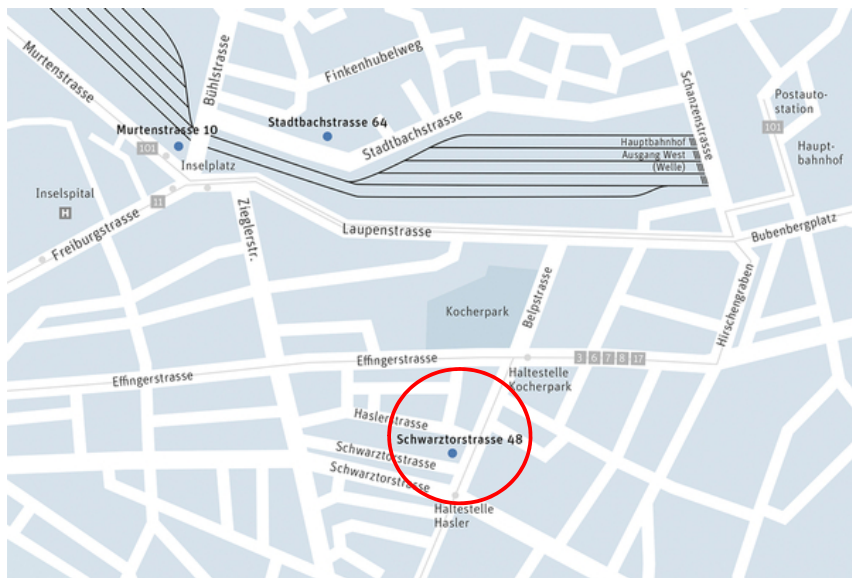 Murtenstrasse
Bühlstrasse
Finkenhubelweg
Schanzenstrasse
Postauto-
station
101
Haupt-
bahnhof
Murtenstrasse 10
Stadtbachstrasse 64
Stadtbachstrasse
Hauptbahnhof
Ausgang West
(Welle)
101
Inselplatz
Inselspital
H
11
Freiburgstrasse
Zieglerstr.
Laupenstrasse
Bubenbergplatz
Belpstrasse
Hirschengraben
Kocherpark
Effingerstrasse
3 6 7 8 17
Effingerstrasse
Haltestelle
Kocherpark
Haslerstrasse
Schwarztorstrasse 48
Schwarztorstrasse
Schwarztorstrasse
Haltestelle
Hasler